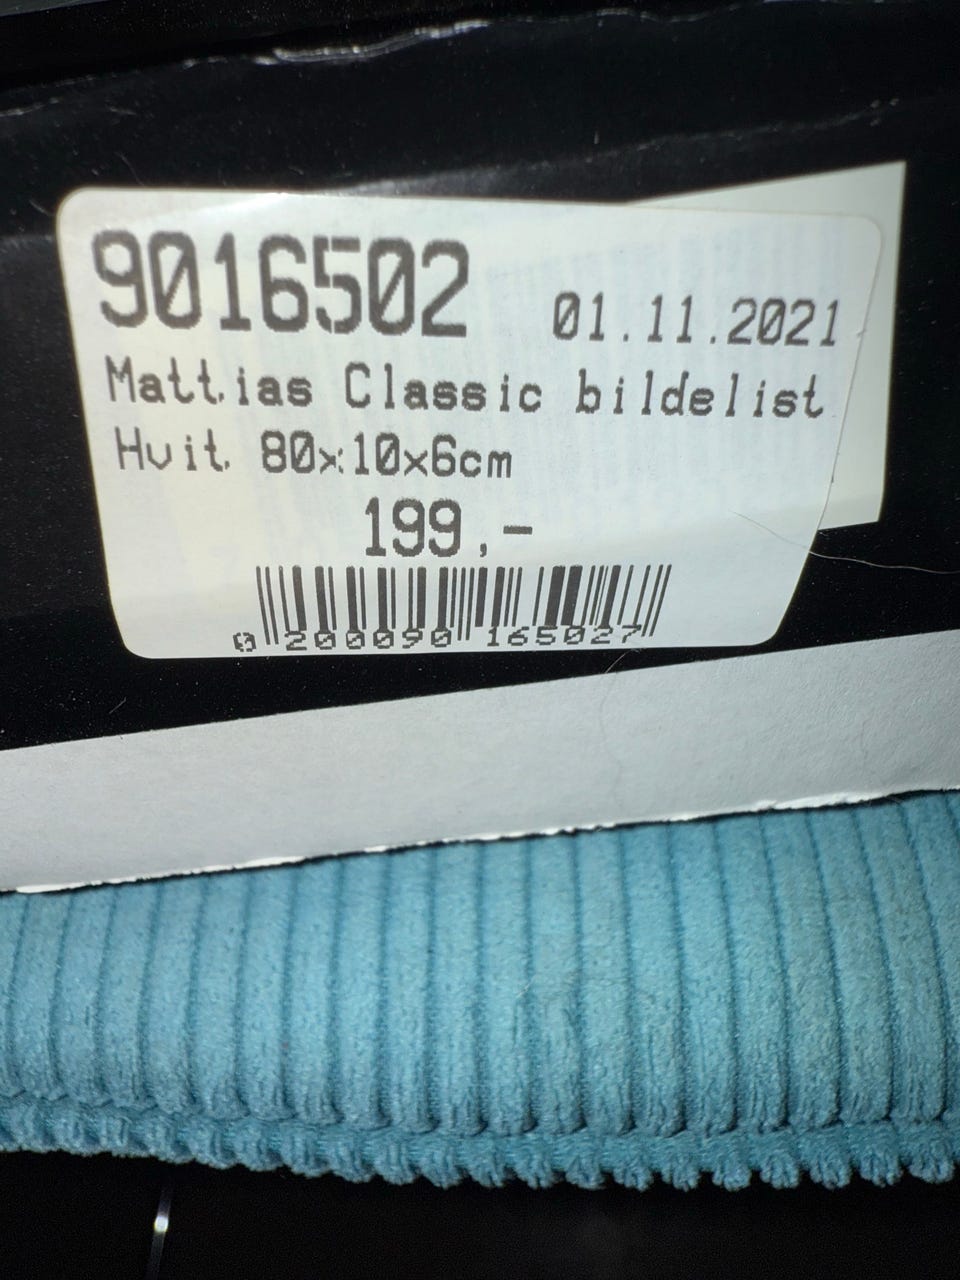 9016502 01.11.2021
Mattias Classic bildelist
Hvit 80x10x6cm
199,-
0 200090 165027